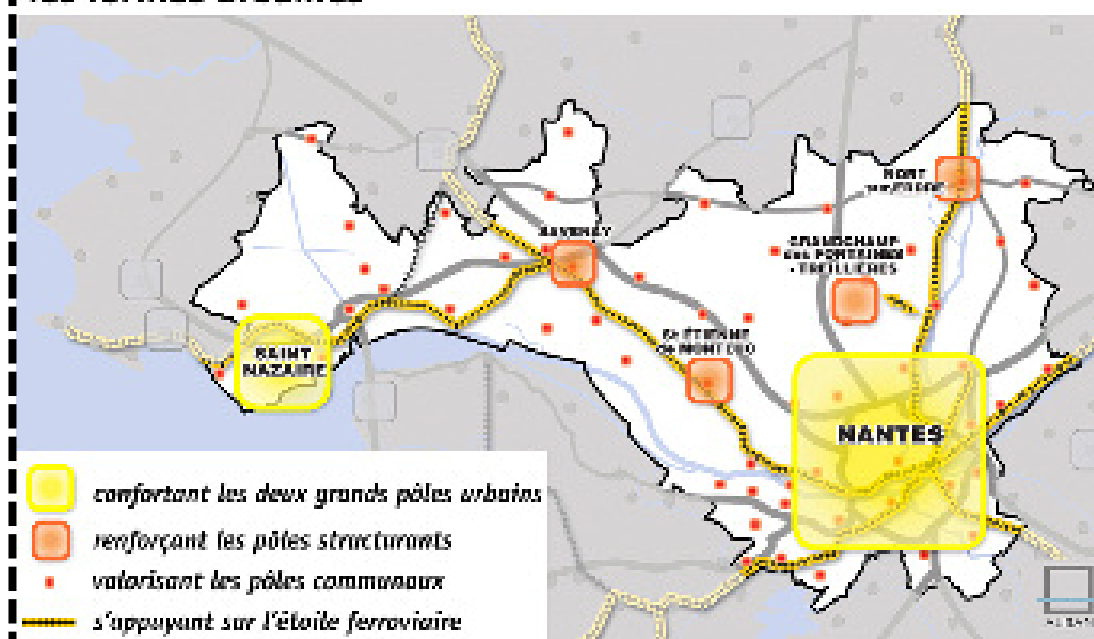 SAVENAY
NORT
sur ERDRE
GRANDCHAMP
des FONTAINES
- TREILLIÈRES
St ÉTIENNE
de MONTLUC
SAINT
NAZAIRE
NANTES
confortant les deux grands pôles urbains
renforçant les pôles structurants
valorisant les pôles communaux
s'appuyant sur l'étoile ferroviaire